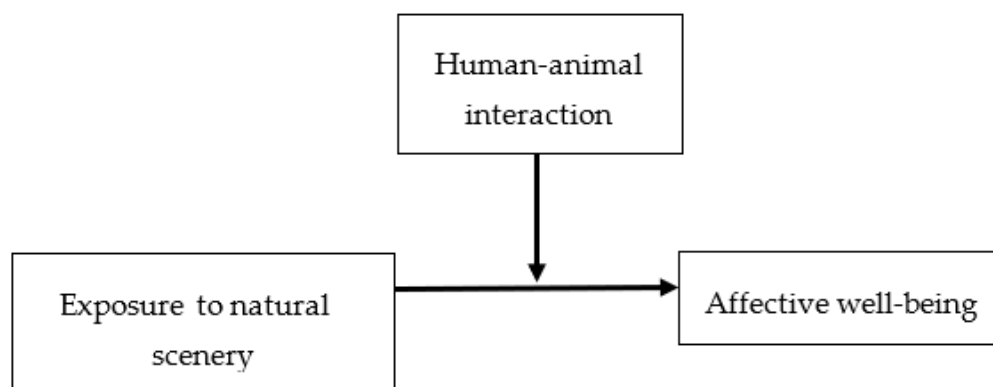 Human-animal
interaction
Exposure to natural
scenery
Affective well-being